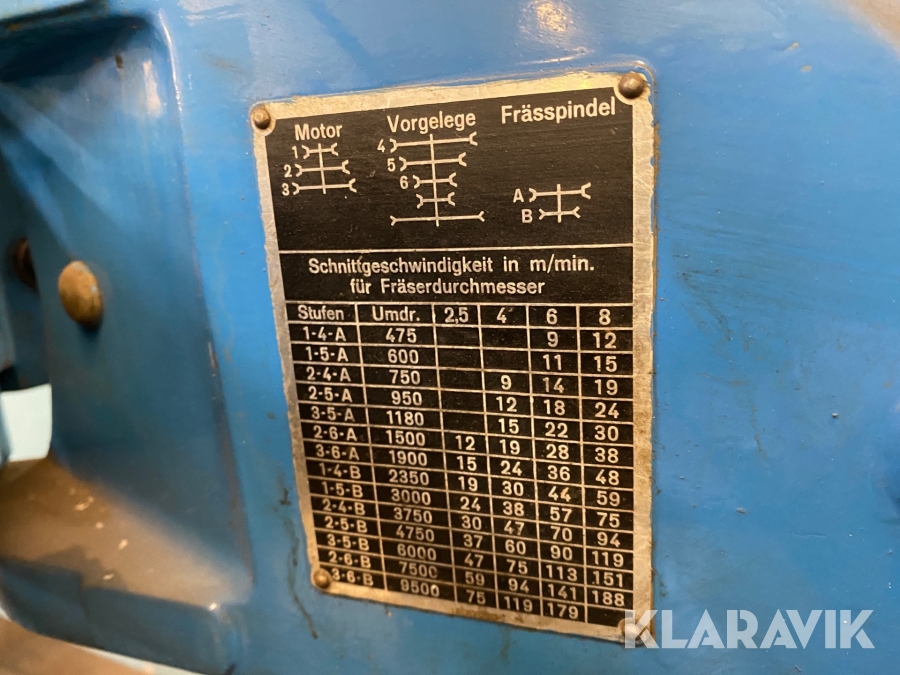 Motor Vorgelege Frässpindel
1 4
2 5
3 6 A
B
Schnittgeschwindigkeit in m/min.
für Fräserdurchmesser
Stufen Umdr. 2,5 4 6 8
1-4-A 475 9 12
1-5-A 600 11 15
2-4-A 750 9 14 19
2-5-A 950 12 18 24
3-5-A 1180 15 22 30
2-6-A 1500 12 19 28 38
3-6-A 1900 15 24 36 48
1-4-B 2350 19 30 44 59
1-5-B 3000 24 38 57 75
2-4-B 3750 30 47 70 94
2-5-B 4750 37 60 90 119
3-5-B 6000 47 75 113 151
2-6-B 7500 59 94 141 188
3-6-B 9500 75 119 179
KLARAVIK